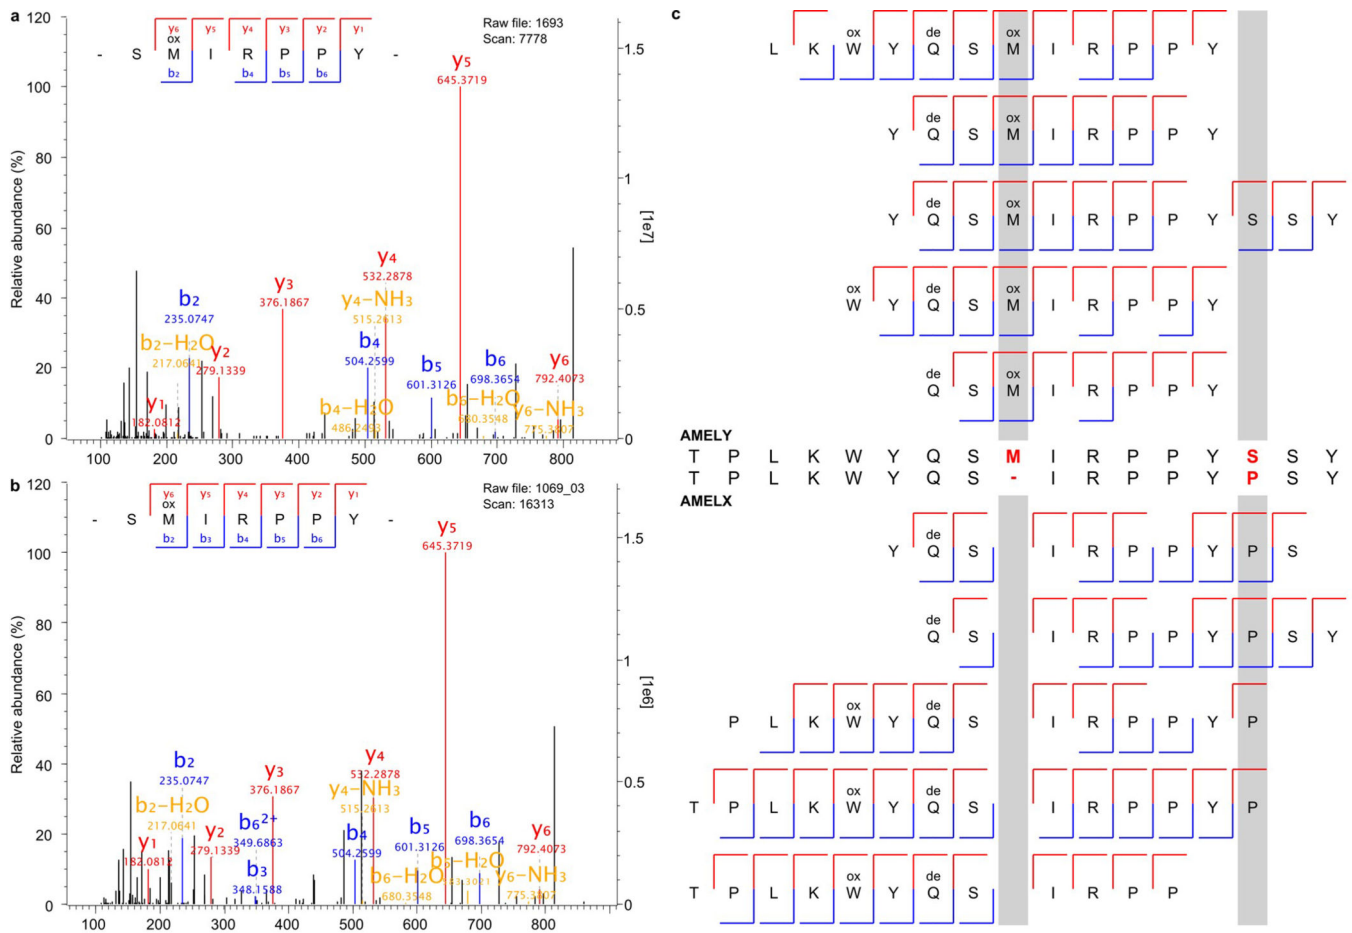 a
Raw file: 1693
Scan: 7778
y6 y5 y4 y3 y2 y1
ox
- S M I R P P Y -
b2 b4 b5 b6
Relative abundance (%)
120
100
80
60
40
20
0
1.5
1
0.5
0
[1e7]
y5
645.3719
y4
532.2878
y3
376.1867
y4-NH3
515.2613
b2
235.0747
b4
504.2599
b2-H2O
217.0641
y2
279.1339
b5
601.3126
b6
698.3654
y6
792.4073
y1
182.0812
b4-H2O
486.2493
b6-H2O
680.3548
y6-NH3
775.3807
100 200 300 400 500 600 700 800
b
Raw file: 1069_03
Scan: 16313
y6 y5 y4 y3 y2 y1
ox
- S M I R P P Y -
b2 b3 b4 b5 b6
Relative abundance (%)
120
100
80
60
40
20
0
1.5
1
0.5
0
[1e6]
y5
645.3719
y4
532.2878
y3
376.1867
y4-NH3
515.2613
b2
235.0747
b2-H2O
217.0641
b6 2+
349.6863
y1
182.0812
y2
279.1339
b3
348.1588
b4
504.2599
b5
601.3126
b6
698.3654
y6
792.4073
b6-H2O
680.3548
y6-NH3
775.3807
100 200 300 400 500 600 700 800
c
ox de ox
L K W Y Q S M I R P P Y
de ox
Y Q S M I R P P Y
de ox
Y Q S M I R P P Y S S Y
ox de ox
W Y Q S M I R P P Y
de ox
Q S M I R P P Y
AMELY
T P L K W Y Q S M I R P P Y S S Y
T P L K W Y Q S - I R P P Y P S Y
AMELX
de
Y Q S I R P P Y P S
de
Q S I R P P Y P S Y
ox de
P L K W Y Q S I R P P Y P
ox de
T P L K W Y Q S I R P P Y P
ox de
T P L K W Y Q S I R P P